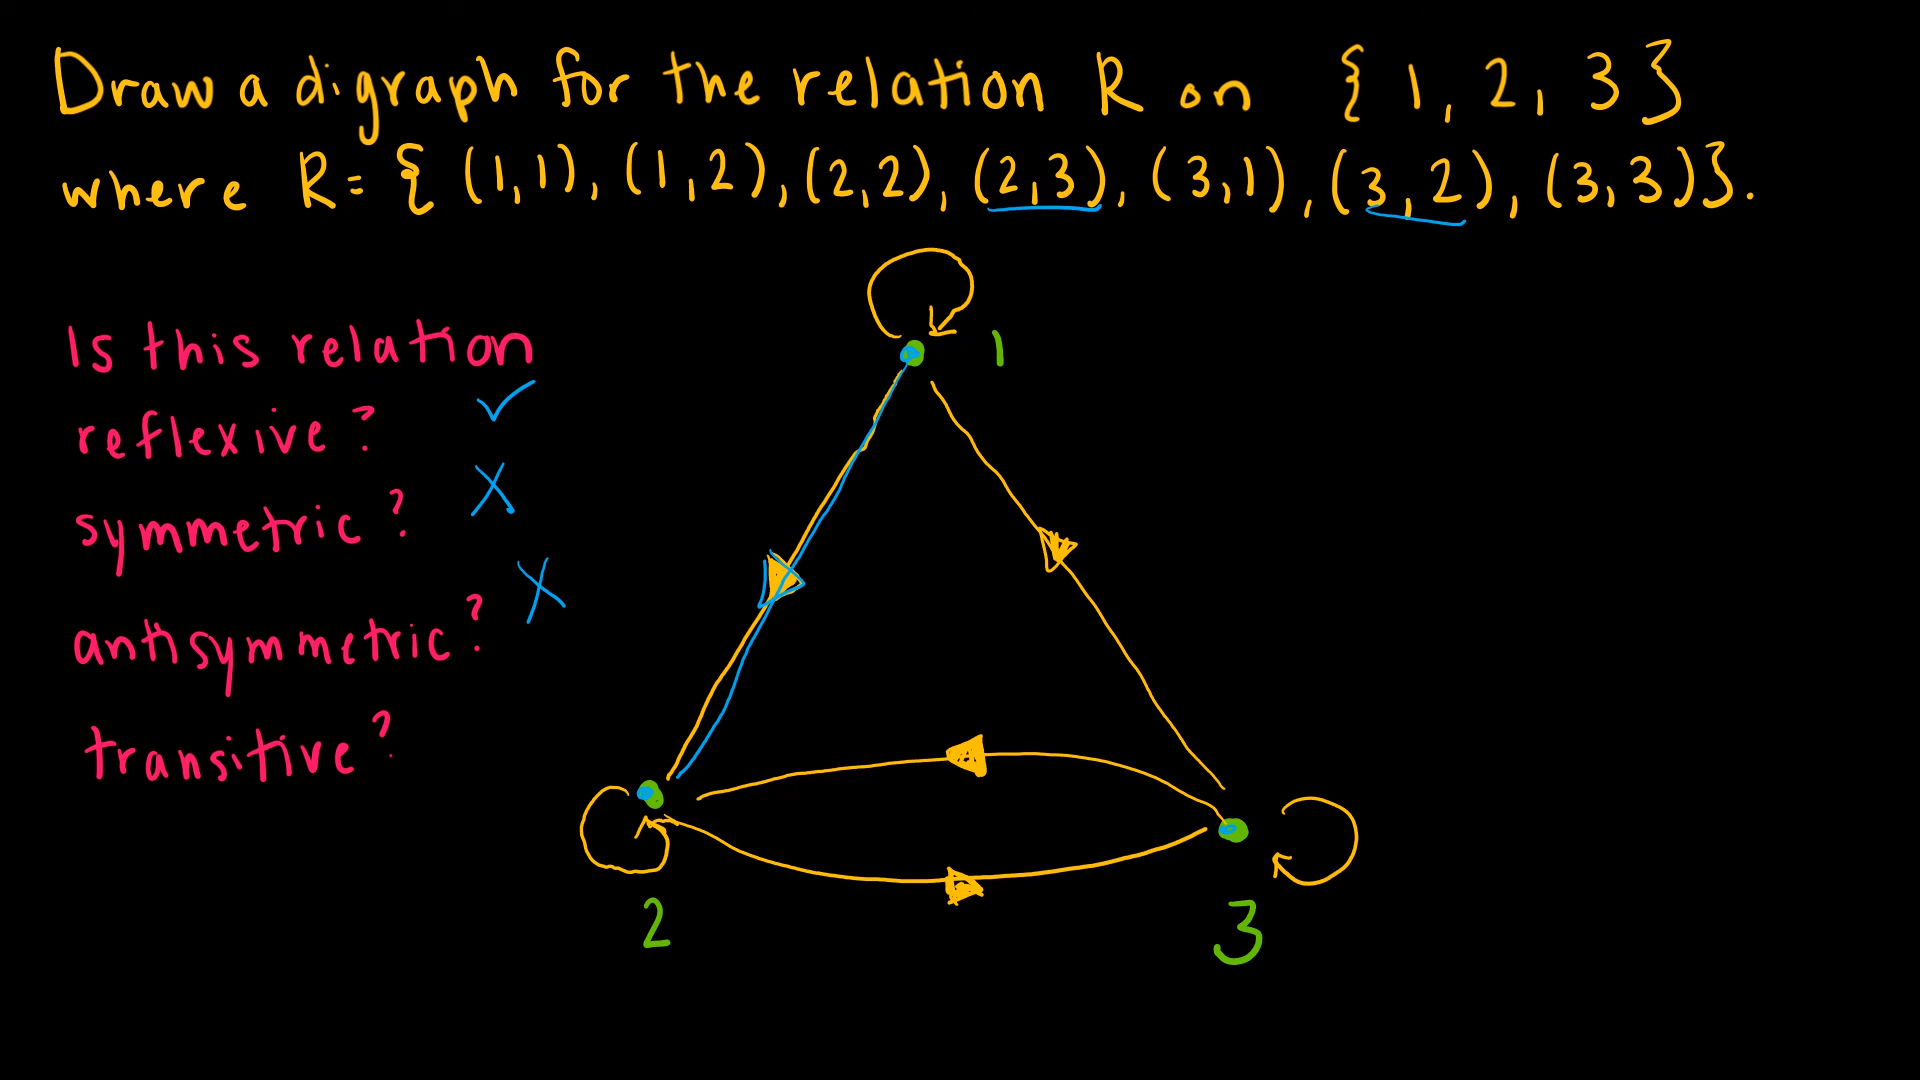 Draw a digraph for the relation R on { 1, 2, 3 }
where R = { (1,1), (1,2), (2,2), (2,3), (3,1), (3,2), (3,3) }.
1
Is this relation
reflexive ? ✓
symmetric ? X
antisymmetric ? X
transitive ?
2
3